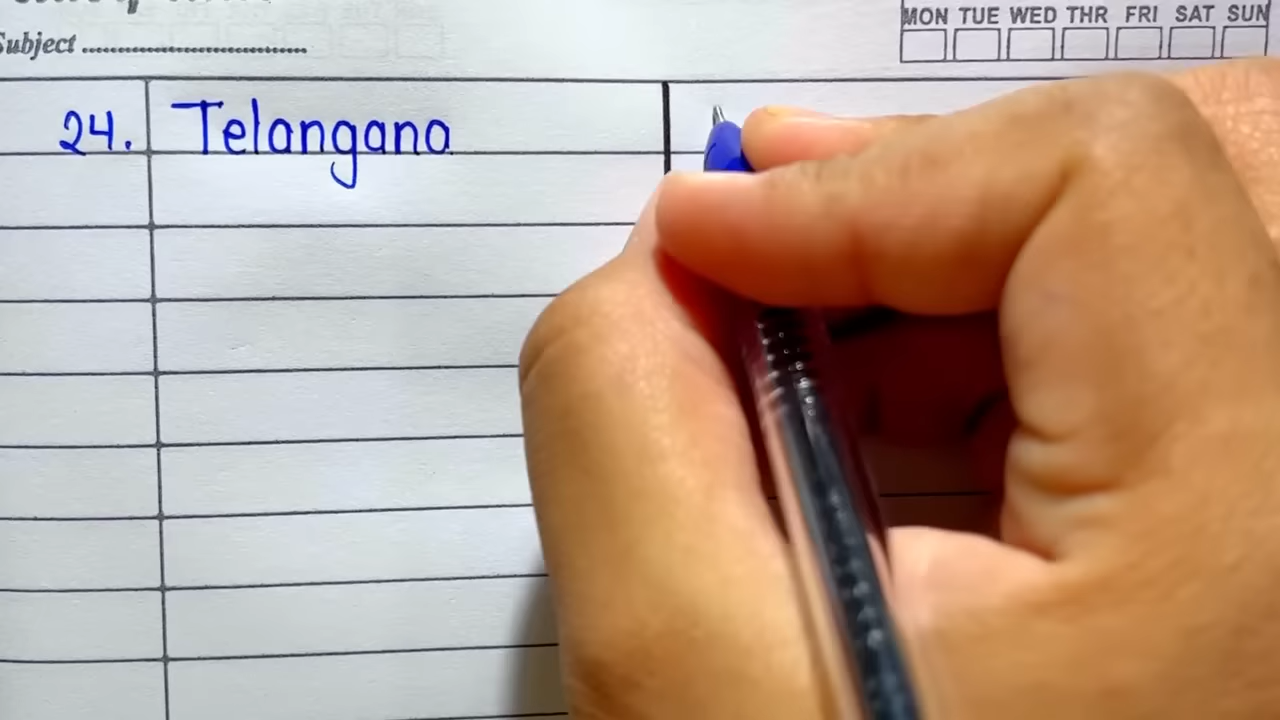 MON TUE WED THR FRI SAT SUN
Subject ..........................................
24. Telangana